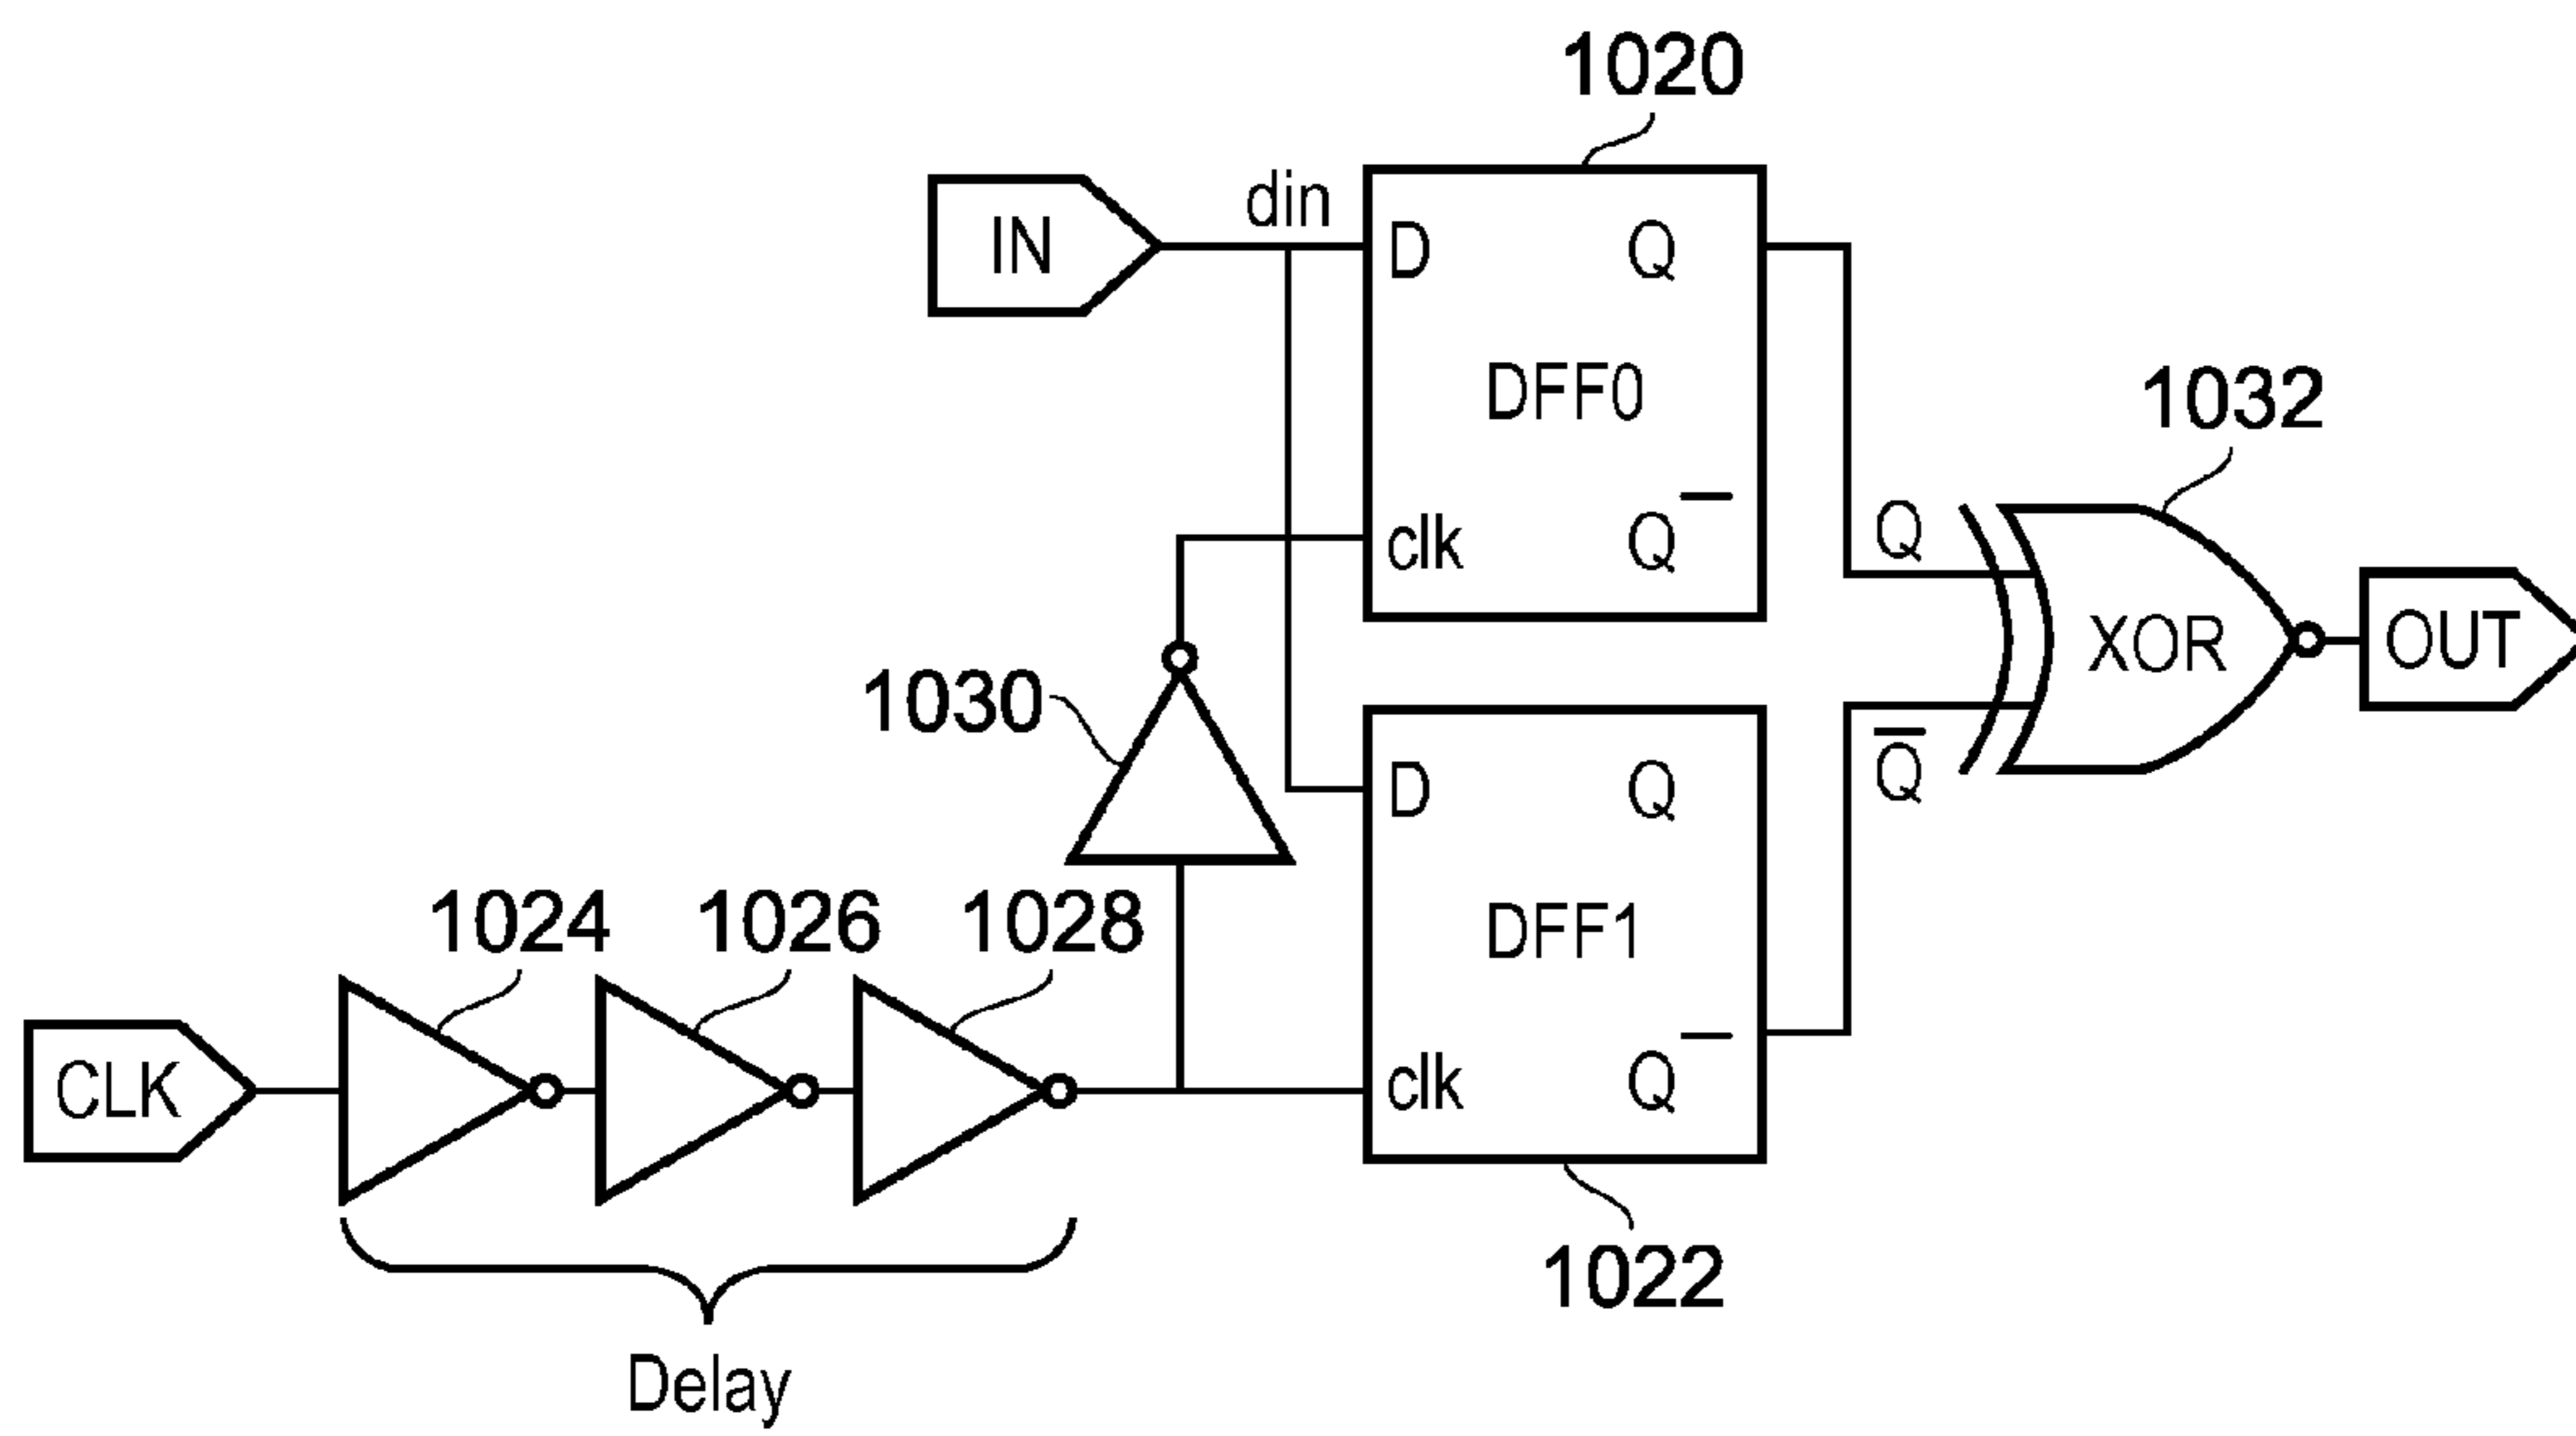 1020
IN
din
D
Q
DFF0
clk
Q̅
1032
Q
XOR
OUT
Q̅
1030
D
Q
DFF1
clk
Q̅
1024
1026
1028
CLK
1022
Delay